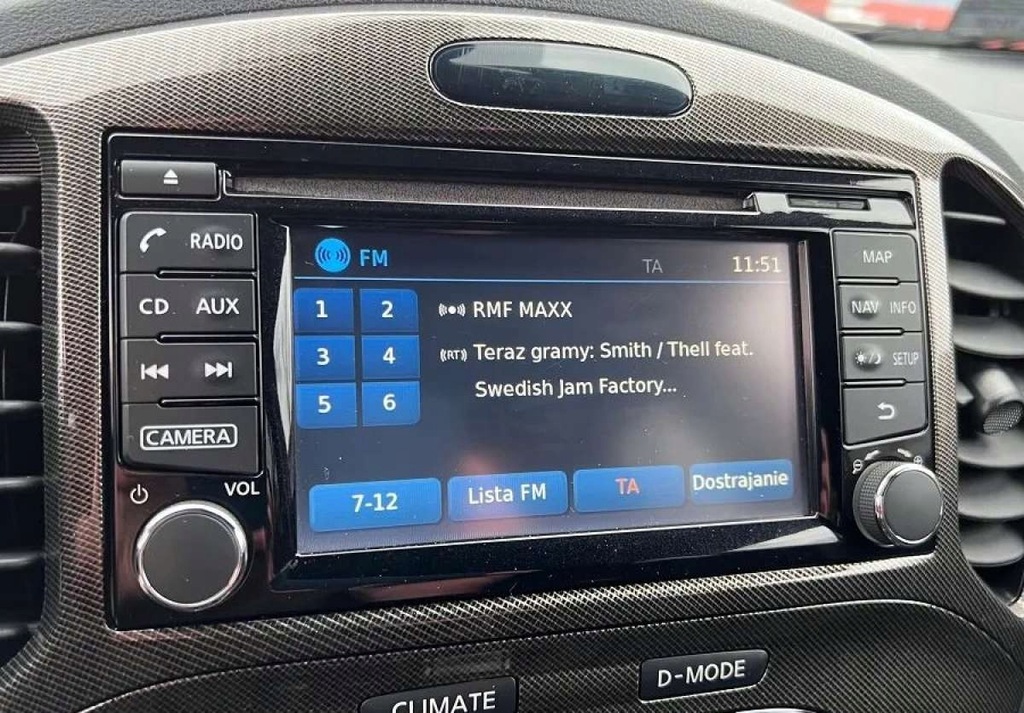 RADIO
CD AUX
CAMERA
VOL
FM TA 11:51
1 2
3 4
5 6
RMF MAXX
(RT) Teraz gramy: Smith / Thell feat.
Swedish Jam Factory...
7-12 Lista FM TA Dostrajanie
MAP
NAV INFO
SETUP
CLIMATE
D-MODE